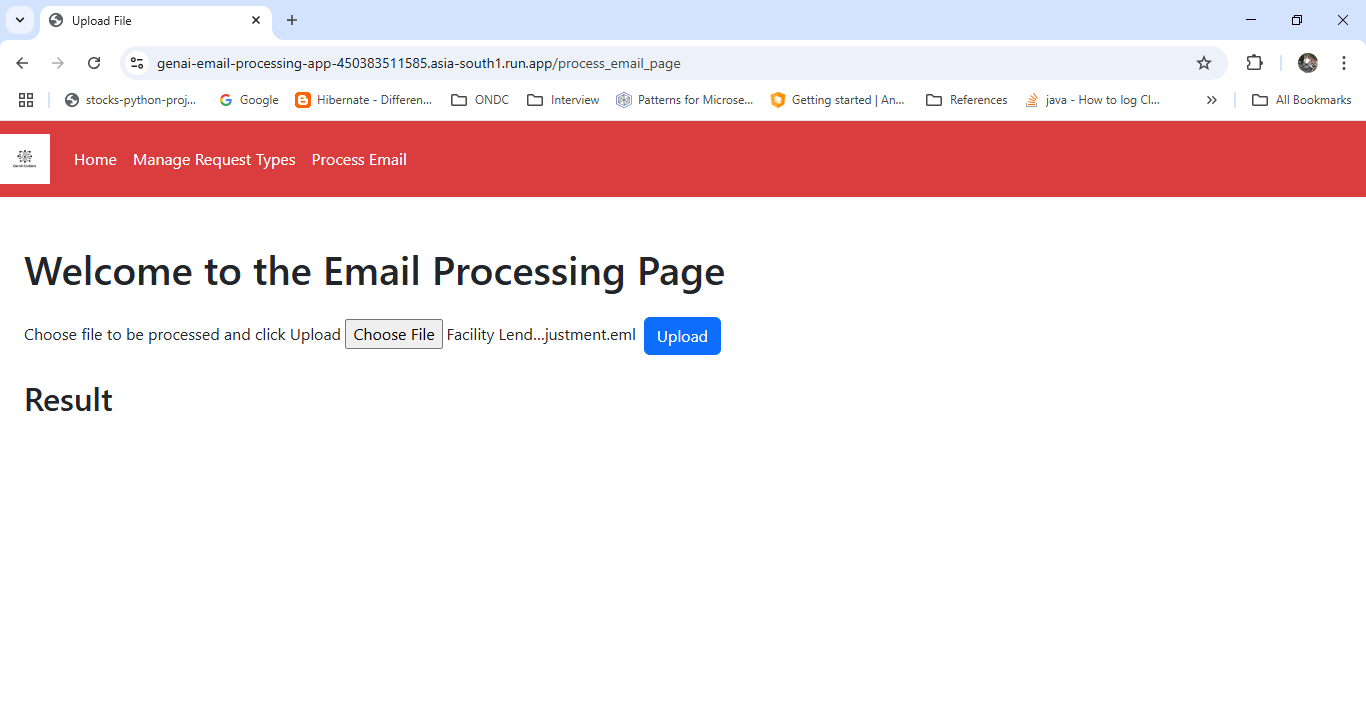 Upload File
genai-email-processing-app-450383511585.asia-south1.run.app/process_email_page
stocks-python-proj... Google Hibernate - Differen... ONDC Interview Patterns for Microse... Getting started | An... References java - How to log Cl... » All Bookmarks
Home Manage Request Types Process Email
Welcome to the Email Processing Page
Choose file to be processed and click Upload Choose File Facility Lend...justment.eml Upload
Result